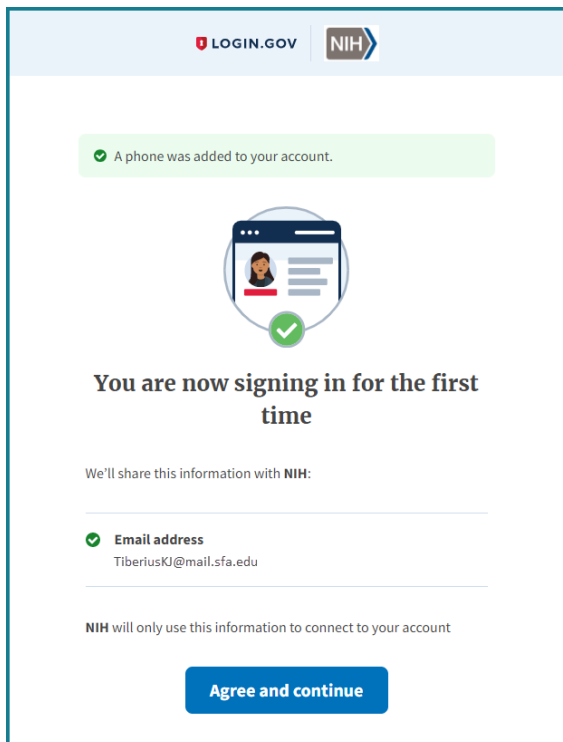 LOGIN.GOV NIH
A phone was added to your account.
You are now signing in for the first
time
We'll share this information with NIH:
Email address
TiberiusKJ@mail.sfa.edu
NIH will only use this information to connect to your account
Agree and continue